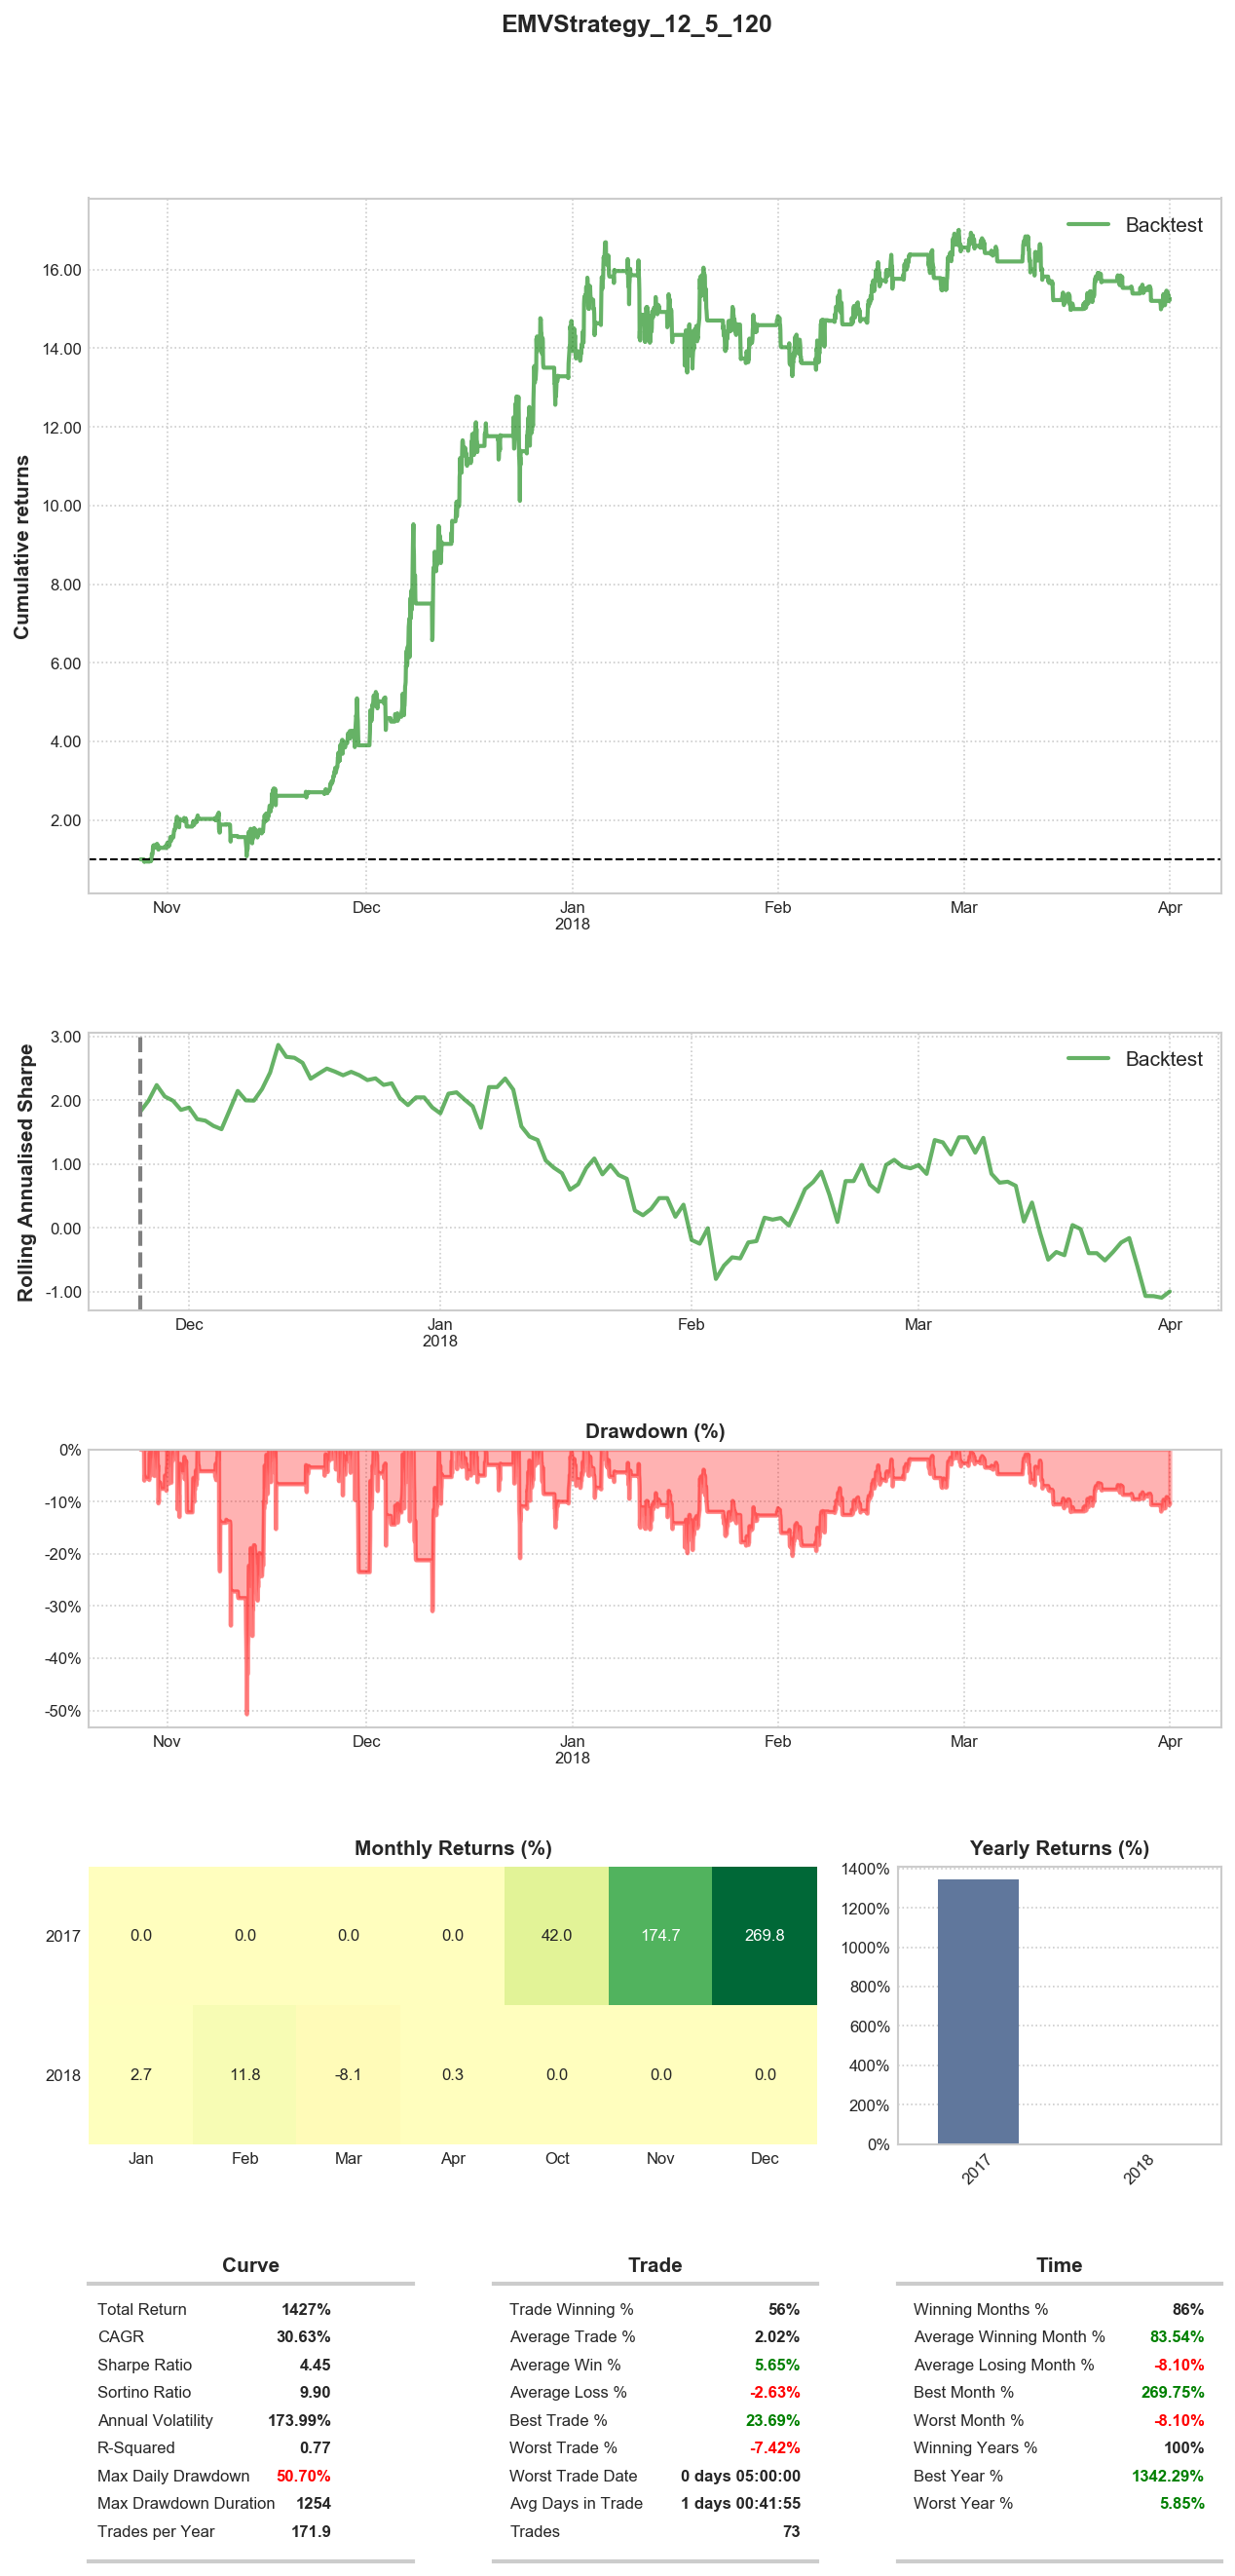 EMVStrategy_12_5_120
Cumulative returns
Backtest
16.00
14.00
12.00
10.00
8.00
6.00
4.00
2.00
Nov Dec Jan Feb Mar Apr
2018
Rolling Annualised Sharpe
Backtest
3.00
2.00
1.00
0.00
-1.00
Dec Jan Feb Mar Apr
2018
Drawdown (%)
0%
-10%
-20%
-30%
-40%
-50%
Nov Dec Jan Feb Mar Apr
2018
Monthly Returns (%)
2017 0.0 0.0 0.0 0.0 42.0 174.7 269.8
2018 2.7 11.8 -8.1 0.3 0.0 0.0 0.0
Jan Feb Mar Apr Oct Nov Dec
Yearly Returns (%)
1400%
1200%
1000%
800%
600%
400%
200%
0%
2017 2018
Curve
Total Return 1427%
CAGR 30.63%
Sharpe Ratio 4.45
Sortino Ratio 9.90
Annual Volatility 173.99%
R-Squared 0.77
Max Daily Drawdown 50.70%
Max Drawdown Duration 1254
Trades per Year 171.9
Trade
Trade Winning % 56%
Average Trade % 2.02%
Average Win % 5.65%
Average Loss % -2.63%
Best Trade % 23.69%
Worst Trade % -7.42%
Worst Trade Date 0 days 05:00:00
Avg Days in Trade 1 days 00:41:55
Trades 73
Time
Winning Months % 86%
Average Winning Month % 83.54%
Average Losing Month % -8.10%
Best Month % 269.75%
Worst Month % -8.10%
Winning Years % 100%
Best Year % 1342.29%
Worst Year % 5.85%